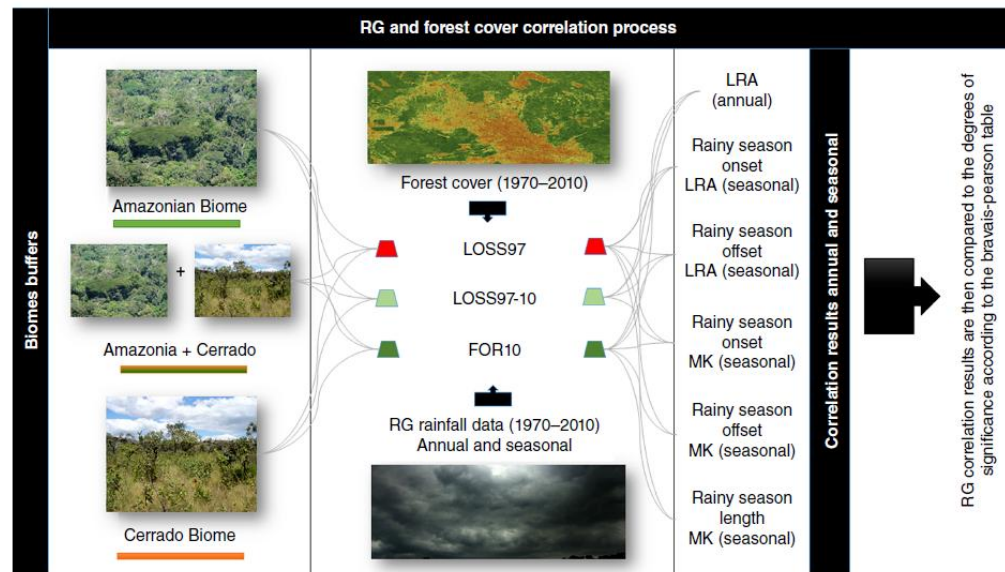 RG and forest cover correlation process
Biomes buffers
Amazonian Biome
+
Amazonia + Cerrado
Cerrado Biome
Forest cover (1970–2010)
LOSS97
LOSS97-10
FOR10
RG rainfall data (1970–2010)
Annual and seasonal
LRA
(annual)
Rainy season
onset
LRA (seasonal)
Rainy season
offset
LRA (seasonal)
Rainy season
onset
MK (seasonal)
Rainy season
offset
MK (seasonal)
Rainy season
length
MK (seasonal)
Correlation results annual and seasonal
RG correlation results are then compared to the degrees of
significance according to the bravais-pearson table